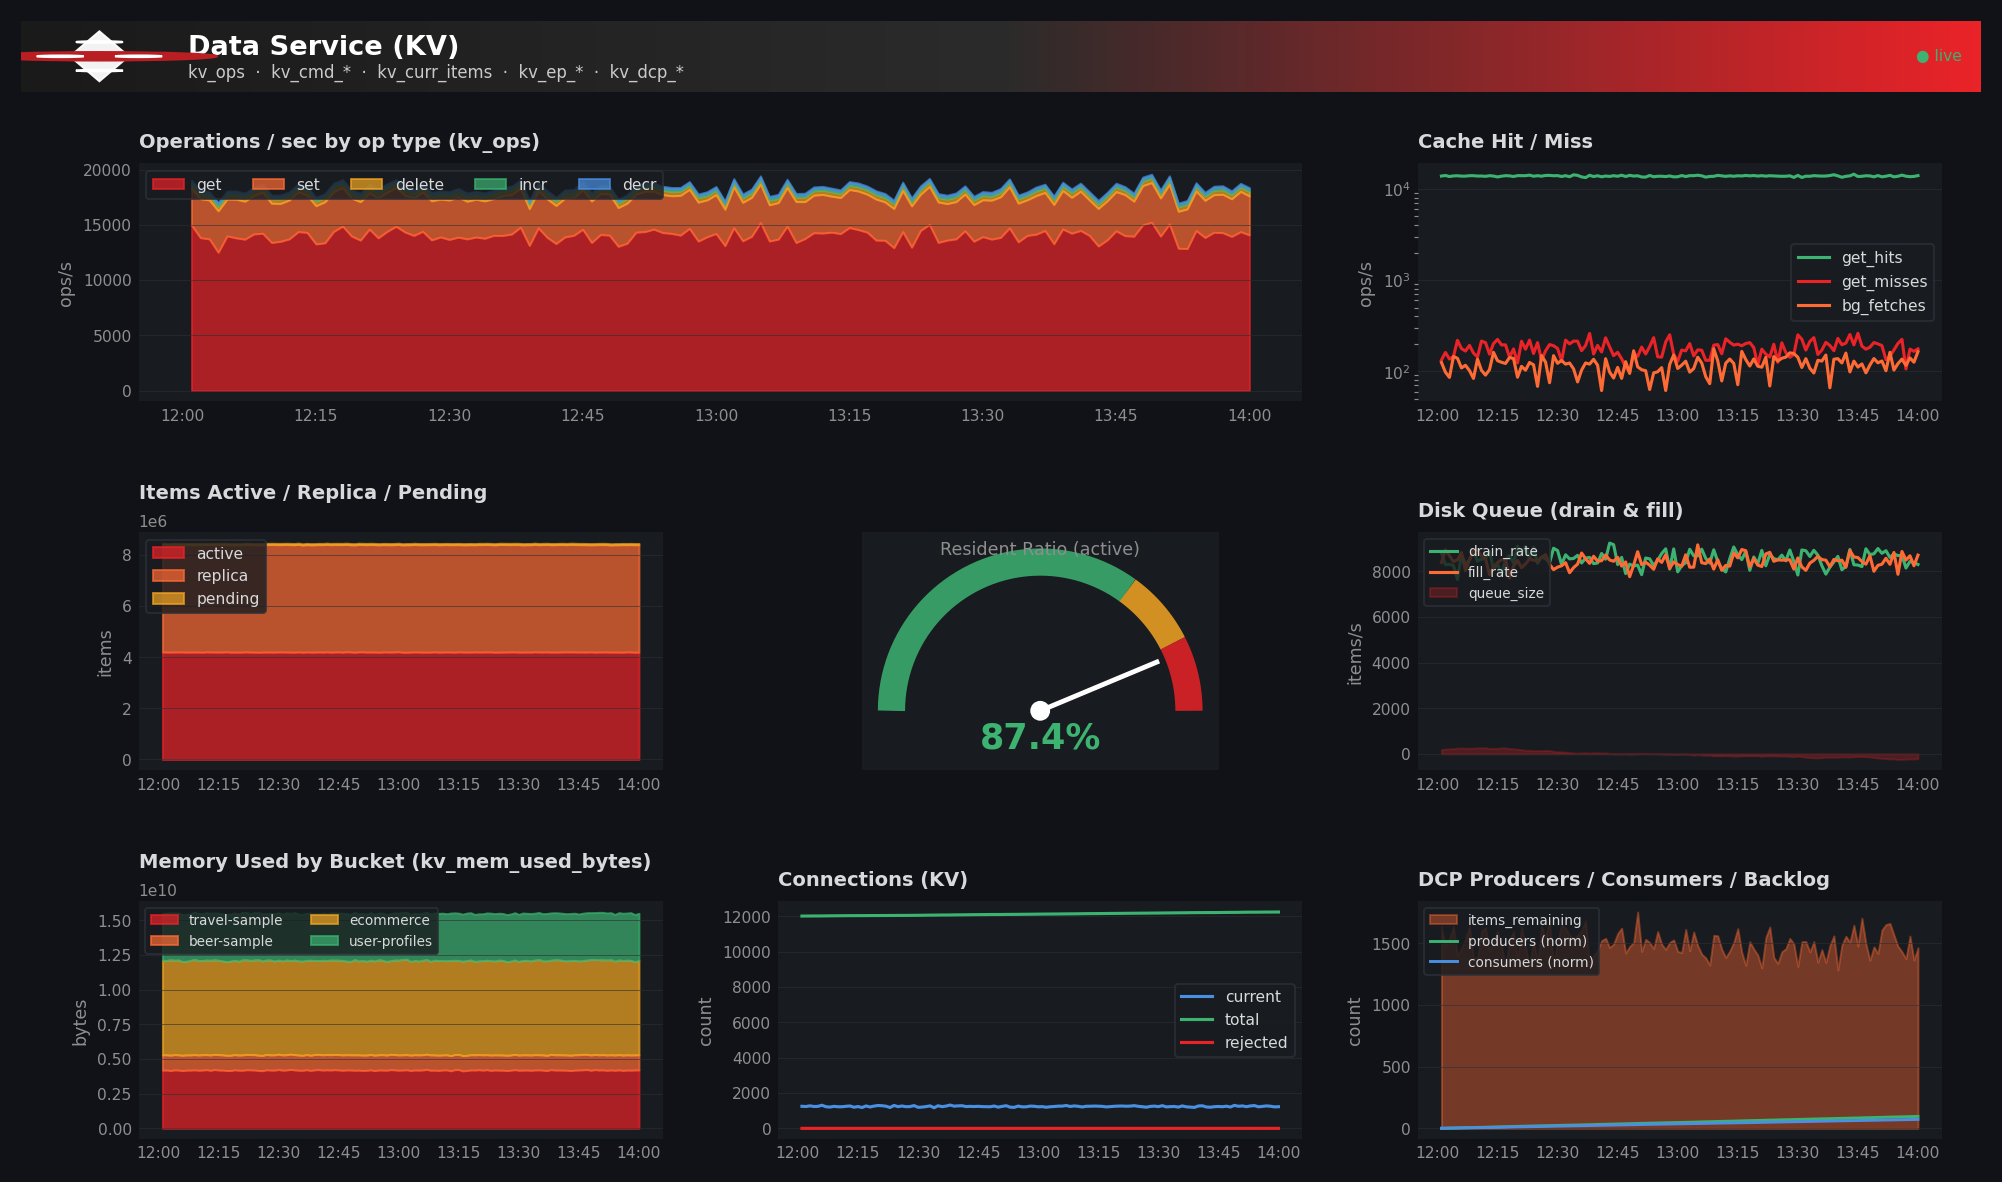 Data Service (KV)
kv_ops · kv_cmd_* · kv_curr_items · kv_ep_* · kv_dcp_*
● live
Operations / sec by op type (kv_ops)
get set delete incr decr
ops/s
20000
15000
10000
5000
0
12:00 12:15 12:30 12:45 13:00 13:15 13:30 13:45 14:00
Cache Hit / Miss
get_hits
get_misses
bg_fetches
ops/s
10⁴
10³
10²
12:00 12:15 12:30 12:45 13:00 13:15 13:30 13:45 14:00
Items Active / Replica / Pending
1e6
active
replica
pending
items
8
6
4
2
0
12:00 12:15 12:30 12:45 13:00 13:15 13:30 13:45 14:00
Resident Ratio (active)
87.4%
Disk Queue (drain & fill)
drain_rate
fill_rate
queue_size
items/s
8000
6000
4000
2000
0
12:00 12:15 12:30 12:45 13:00 13:15 13:30 13:45 14:00
Memory Used by Bucket (kv_mem_used_bytes)
1e10
travel-sample ecommerce
beer-sample user-profiles
bytes
1.50
1.25
1.00
0.75
0.50
0.25
0.00
12:00 12:15 12:30 12:45 13:00 13:15 13:30 13:45 14:00
Connections (KV)
current
total
rejected
count
12000
10000
8000
6000
4000
2000
0
12:00 12:15 12:30 12:45 13:00 13:15 13:30 13:45 14:00
DCP Producers / Consumers / Backlog
items_remaining
producers (norm)
consumers (norm)
count
1500
1000
500
0
12:00 12:15 12:30 12:45 13:00 13:15 13:30 13:45 14:00